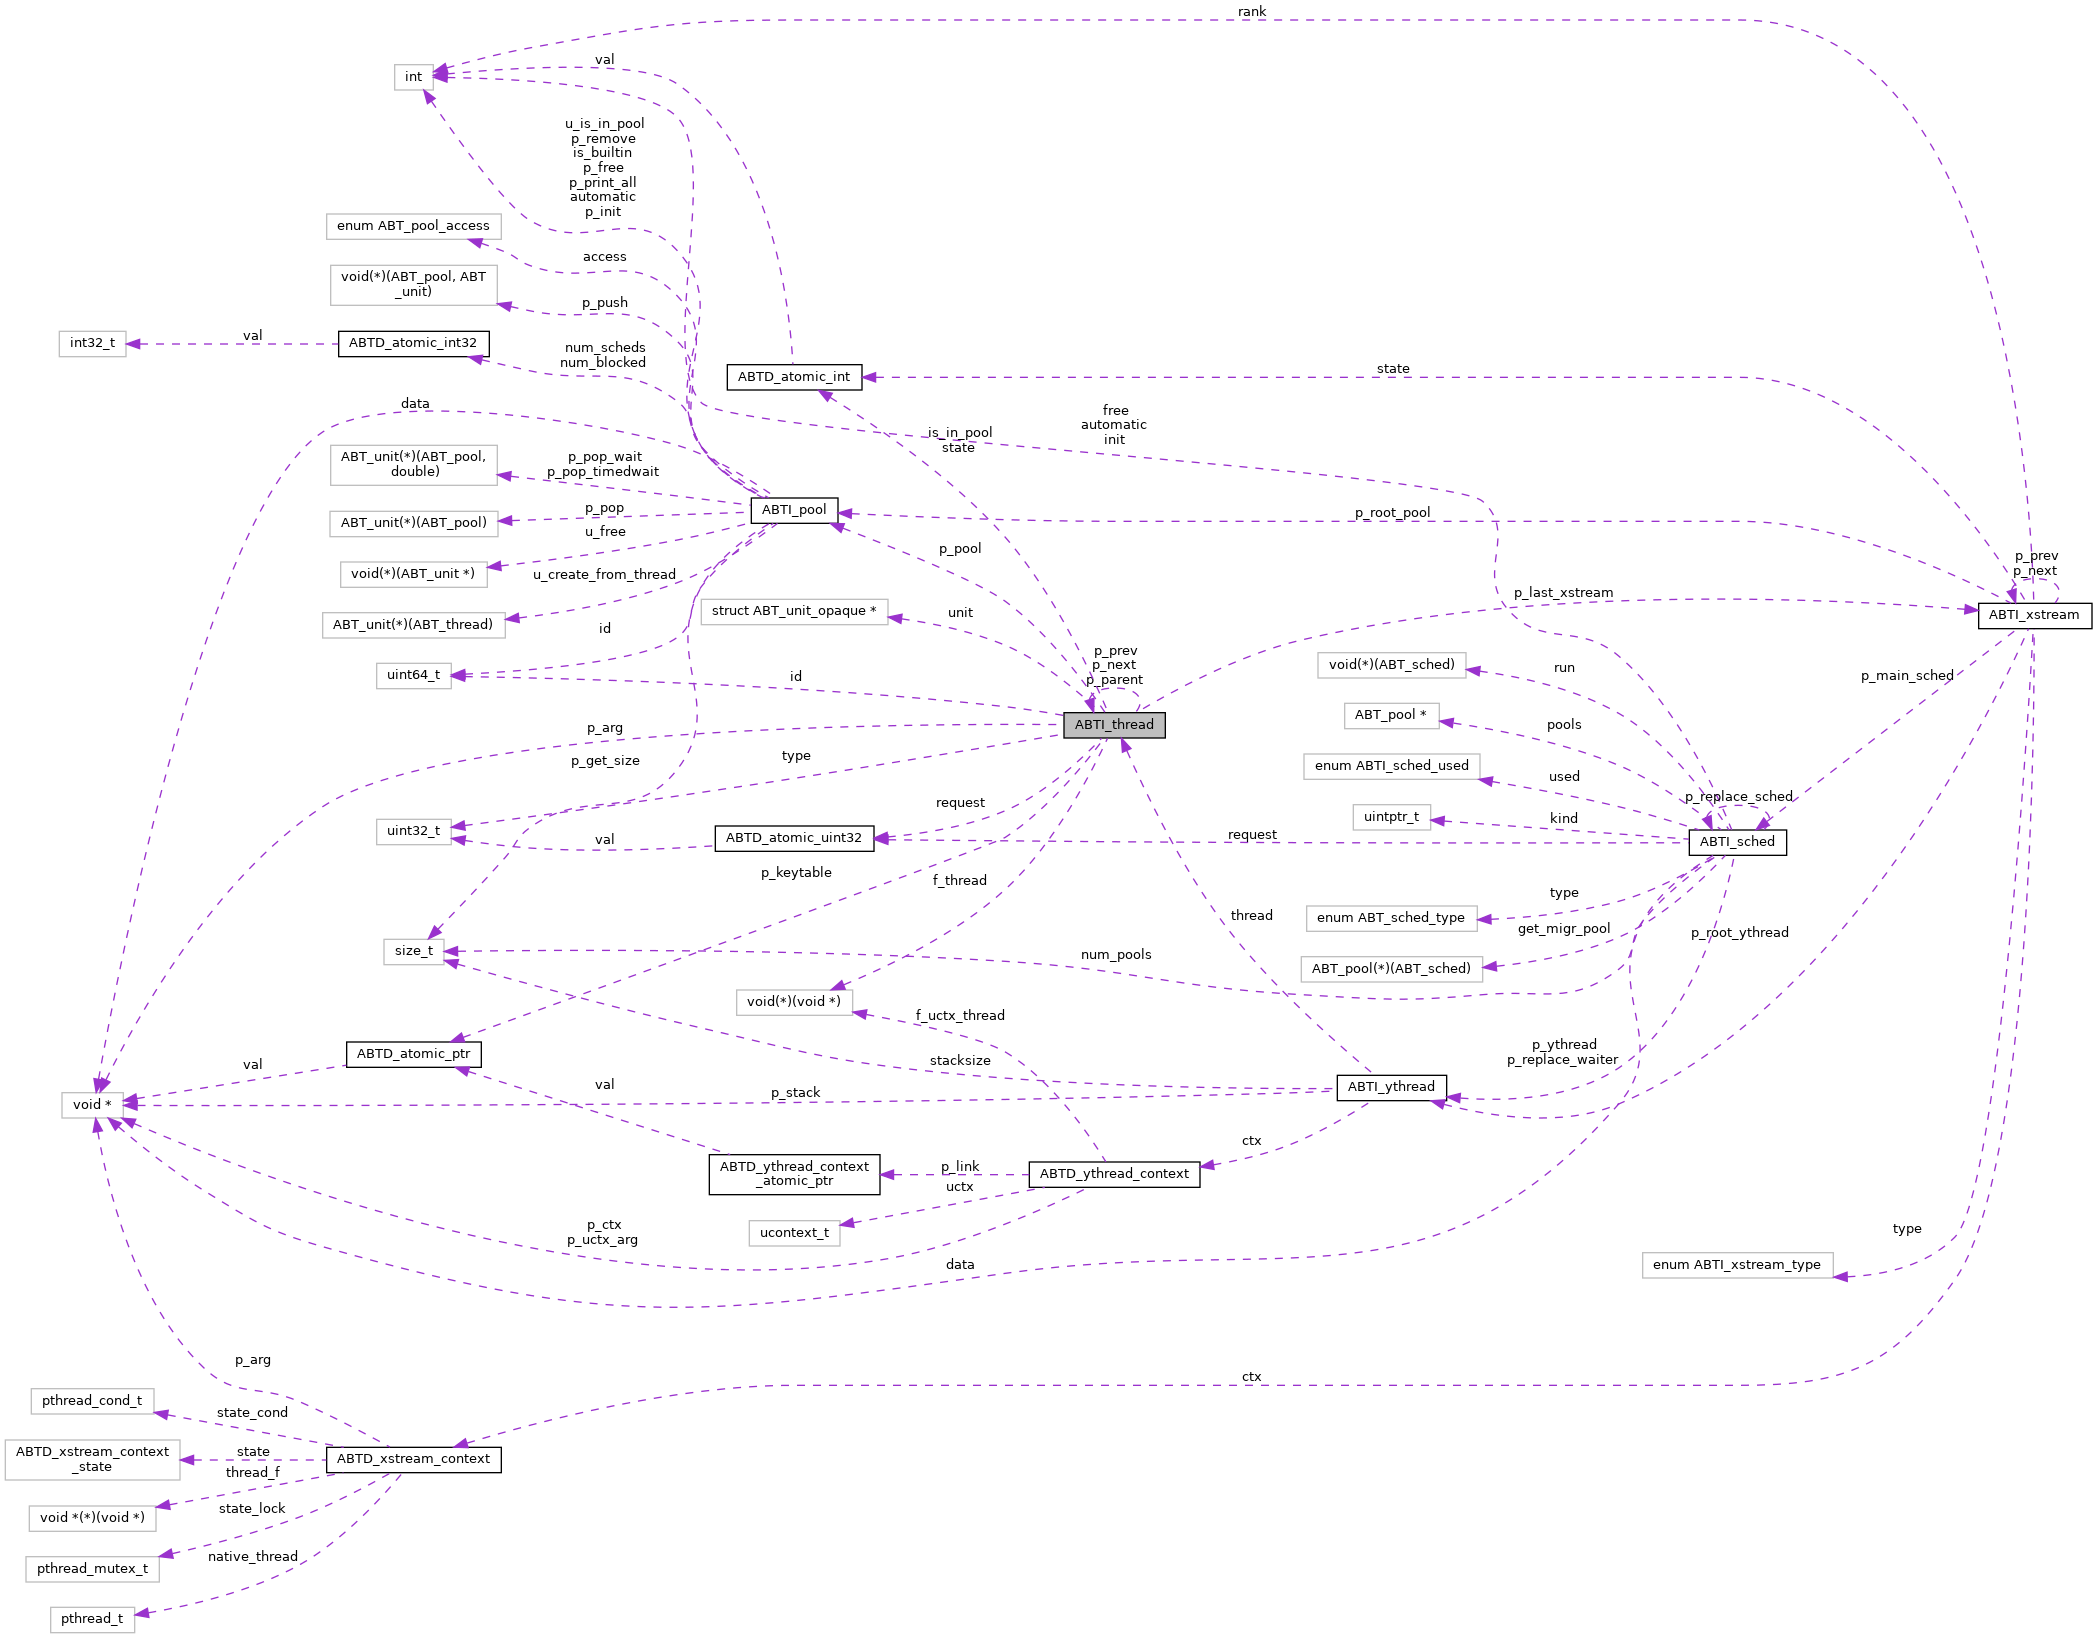 rank
val
int
u_is_in_pool
p_remove
is_builtin
p_free
p_print_all
automatic
p_init
enum ABT_pool_access
access
void(*)(ABT_pool, ABT
_unit)
p_push
int32_t
val
ABTD_atomic_int32
num_scheds
num_blocked
ABTD_atomic_int
state
data
free
automatic
init
is_in_pool
state
ABT_unit(*)(ABT_pool,
double)
p_pop_wait
p_pop_timedwait
ABTI_pool
ABT_unit(*)(ABT_pool)
p_pop
p_root_pool
u_free
p_pool
p_prev
p_next
void(*)(ABT_unit *)
u_create_from_thread
struct ABT_unit_opaque *
unit
p_last_xstream
ABTI_xstream
ABT_unit(*)(ABT_thread)
id
p_prev
p_next
p_parent
void(*)(ABT_sched)
run
uint64_t
id
p_main_sched
ABT_pool *
pools
p_arg
ABTI_thread
p_get_size
type
enum ABTI_sched_used
used
p_replace_sched
request
uintptr_t
kind
uint32_t
val
ABTD_atomic_uint32
request
ABTI_sched
p_keytable
f_thread
type
enum ABT_sched_type
thread
get_migr_pool
p_root_ythread
size_t
num_pools
ABT_pool(*)(ABT_sched)
void(*)(void *)
f_uctx_thread
p_ythread
p_replace_waiter
ABTD_atomic_ptr
val
stacksize
val
ABTI_ythread
void *
p_stack
ctx
ABTD_ythread_context
_atomic_ptr
p_link
ABTD_ythread_context
uctx
p_ctx
p_uctx_arg
ucontext_t
type
data
enum ABTI_xstream_type
p_arg
ctx
pthread_cond_t
state_cond
ABTD_xstream_context
_state
state
ABTD_xstream_context
thread_f
void *(*)(void *)
state_lock
pthread_mutex_t
native_thread
pthread_t